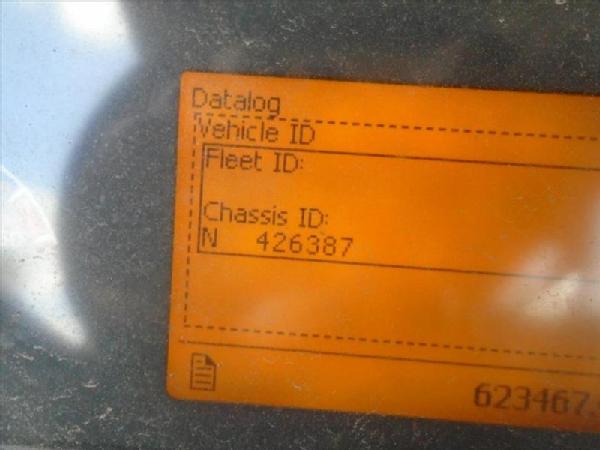 Datalog
Vehicle ID
Fleet ID:
Chassis ID:
N 426387
623467.